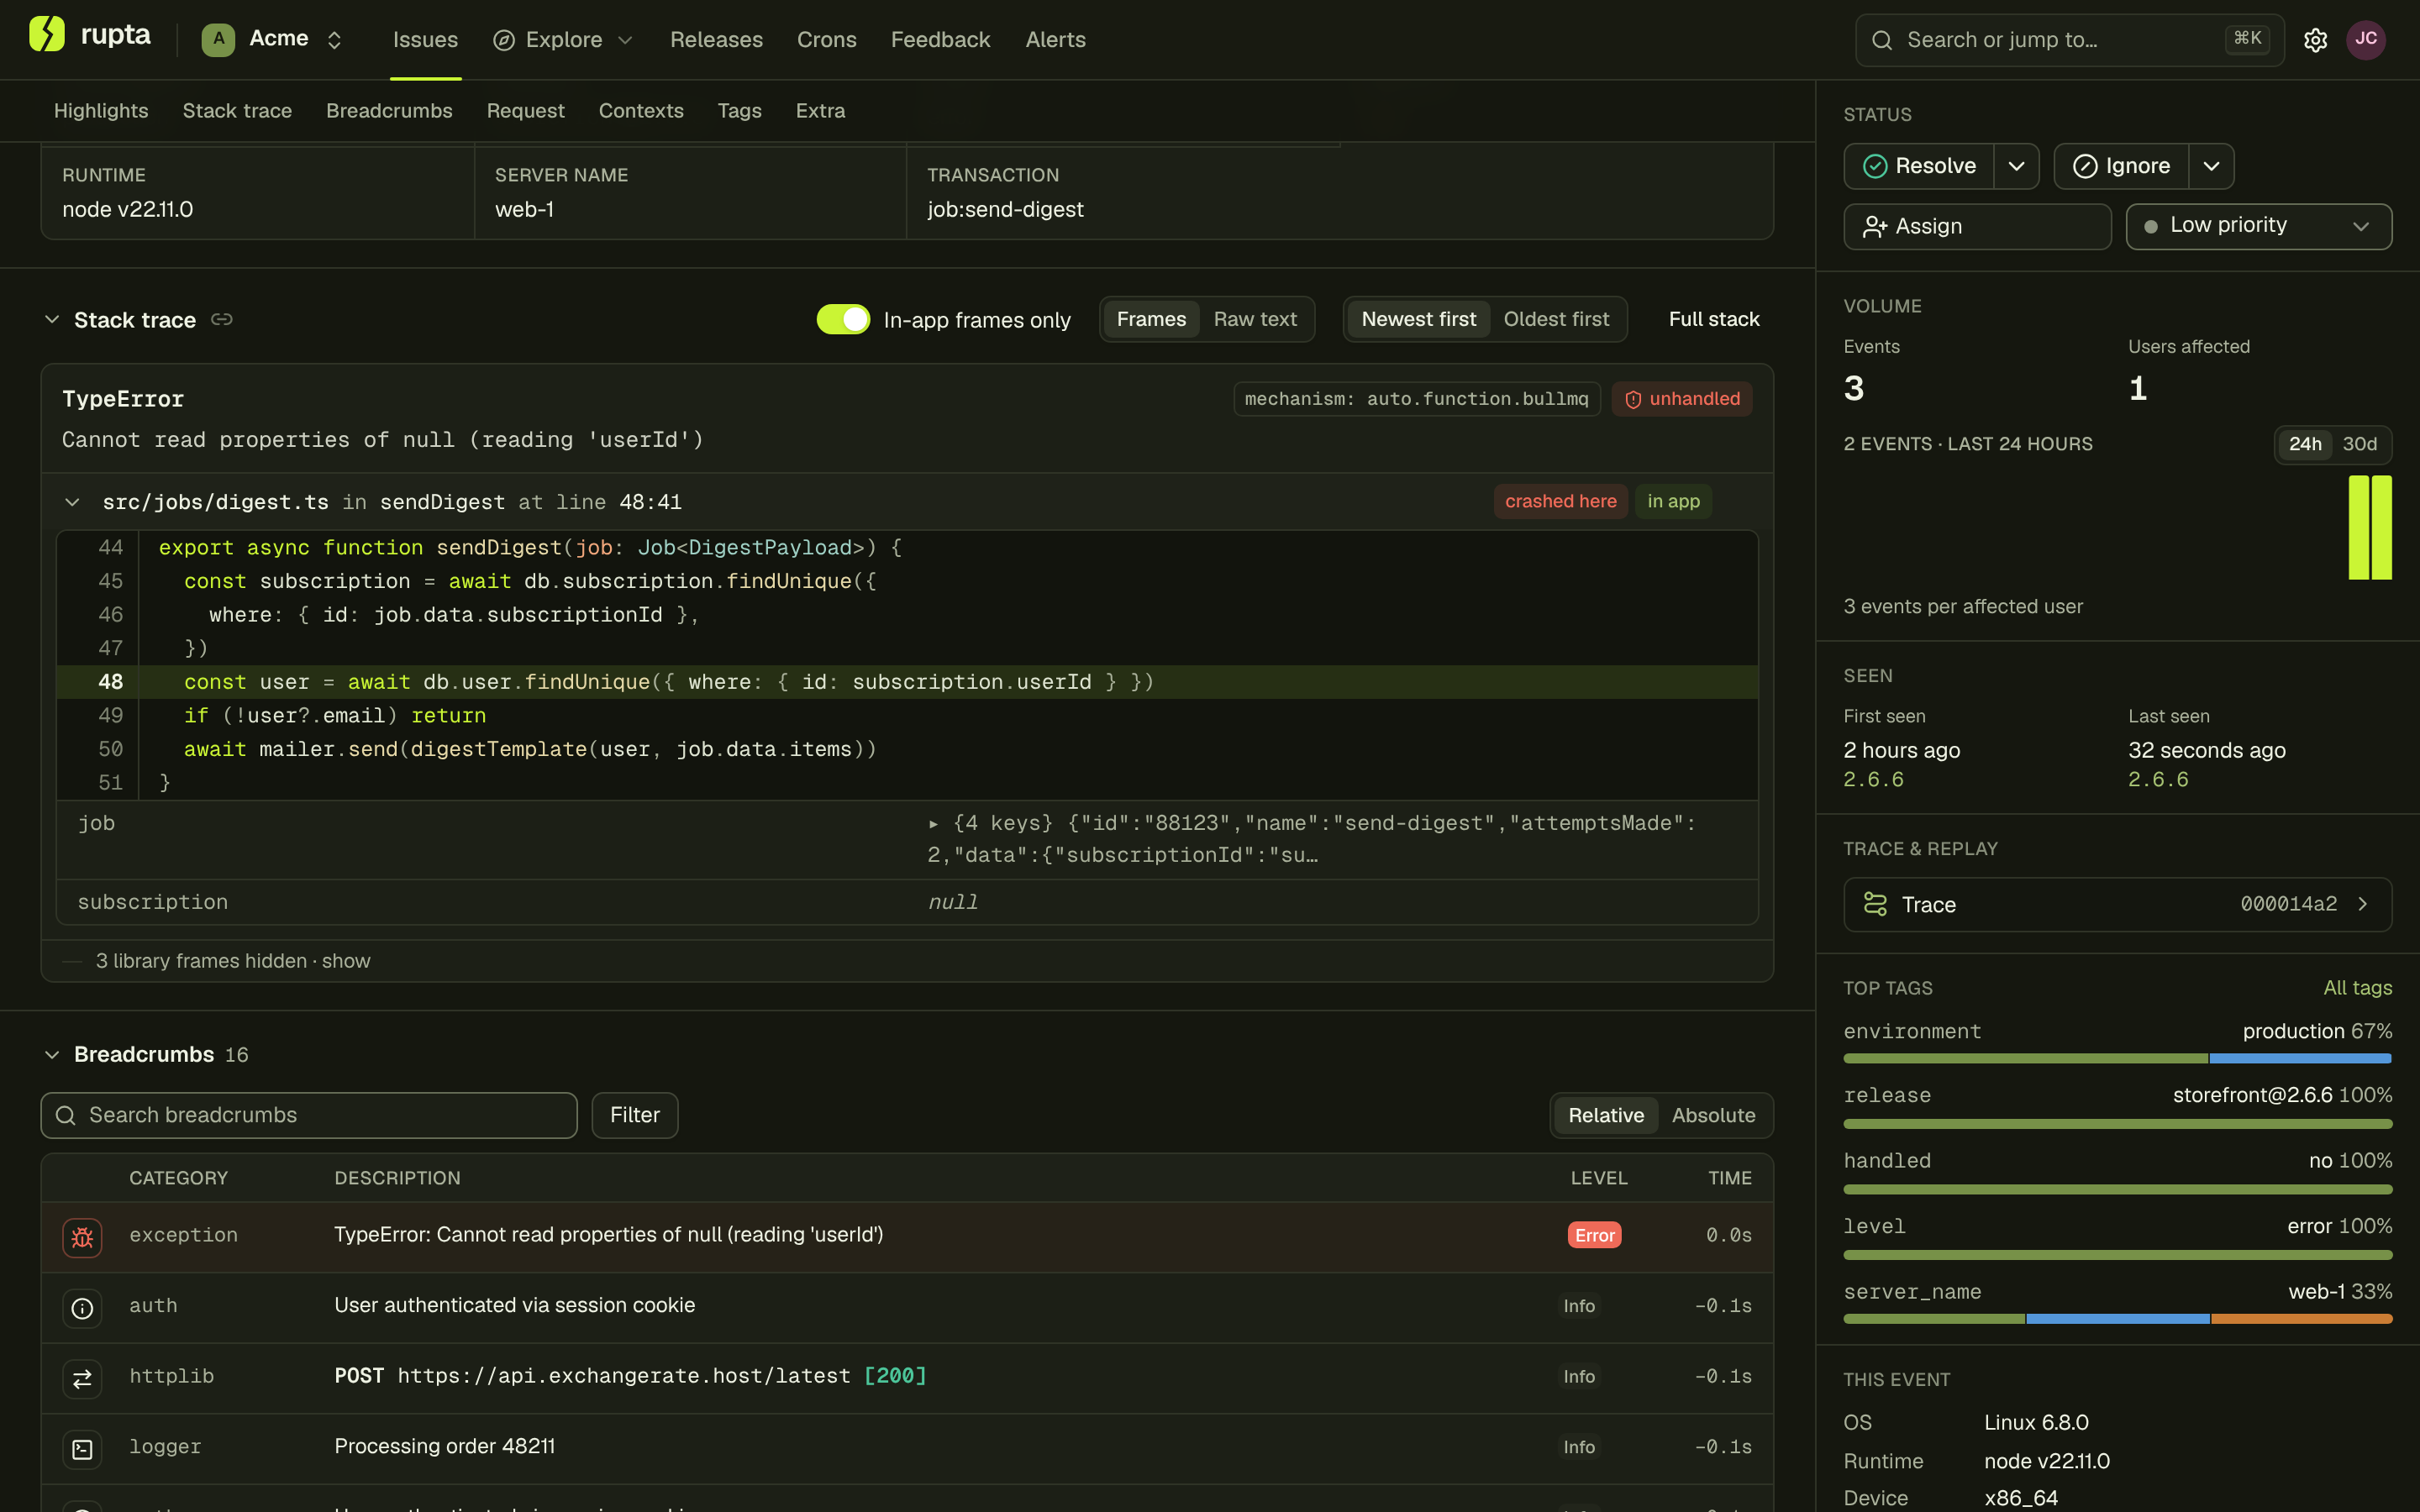 rupta
A Acme
Issues
Explore
Releases
Crons
Feedback
Alerts
Search or jump to…
⌘K
JC
Highlights
Stack trace
Breadcrumbs
Request
Contexts
Tags
Extra
RUNTIME
node v22.11.0
SERVER NAME
web-1
TRANSACTION
job:send-digest
Stack trace
In-app frames only
Frames
Raw text
Newest first
Oldest first
Full stack
TypeError
mechanism: auto.function.bullmq
unhandled
Cannot read properties of null (reading 'userId')
src/jobs/digest.ts in sendDigest at line 48:41
crashed here
in app
44 export async function sendDigest(job: Job<DigestPayload>) {
45 const subscription = await db.subscription.findUnique({
46 where: { id: job.data.subscriptionId },
47 })
48 const user = await db.user.findUnique({ where: { id: subscription.userId } })
49 if (!user?.email) return
50 await mailer.send(digestTemplate(user, job.data.items))
51 }
job
▸ {4 keys} {"id":"88123","name":"send-digest","attemptsMade":
2,"data":{"subscriptionId":"su…
subscription
null
3 library frames hidden · show
Breadcrumbs 16
Search breadcrumbs
Filter
Relative
Absolute
CATEGORY DESCRIPTION LEVEL TIME
exception TypeError: Cannot read properties of null (reading 'userId') Error 0.0s
auth User authenticated via session cookie Info −0.1s
httplib POST https://api.exchangerate.host/latest [200] Info −0.1s
logger Processing order 48211 Info −0.1s
STATUS
Resolve
Ignore
Assign
Low priority
VOLUME
Events
3
Users affected
1
2 EVENTS · LAST 24 HOURS
24h
30d
3 events per affected user
SEEN
First seen
2 hours ago
2.6.6
Last seen
32 seconds ago
2.6.6
TRACE & REPLAY
Trace 000014a2
TOP TAGS
All tags
environment production 67%
release storefront@2.6.6 100%
handled no 100%
level error 100%
server_name web-1 33%
THIS EVENT
OS Linux 6.8.0
Runtime node v22.11.0
Device x86_64